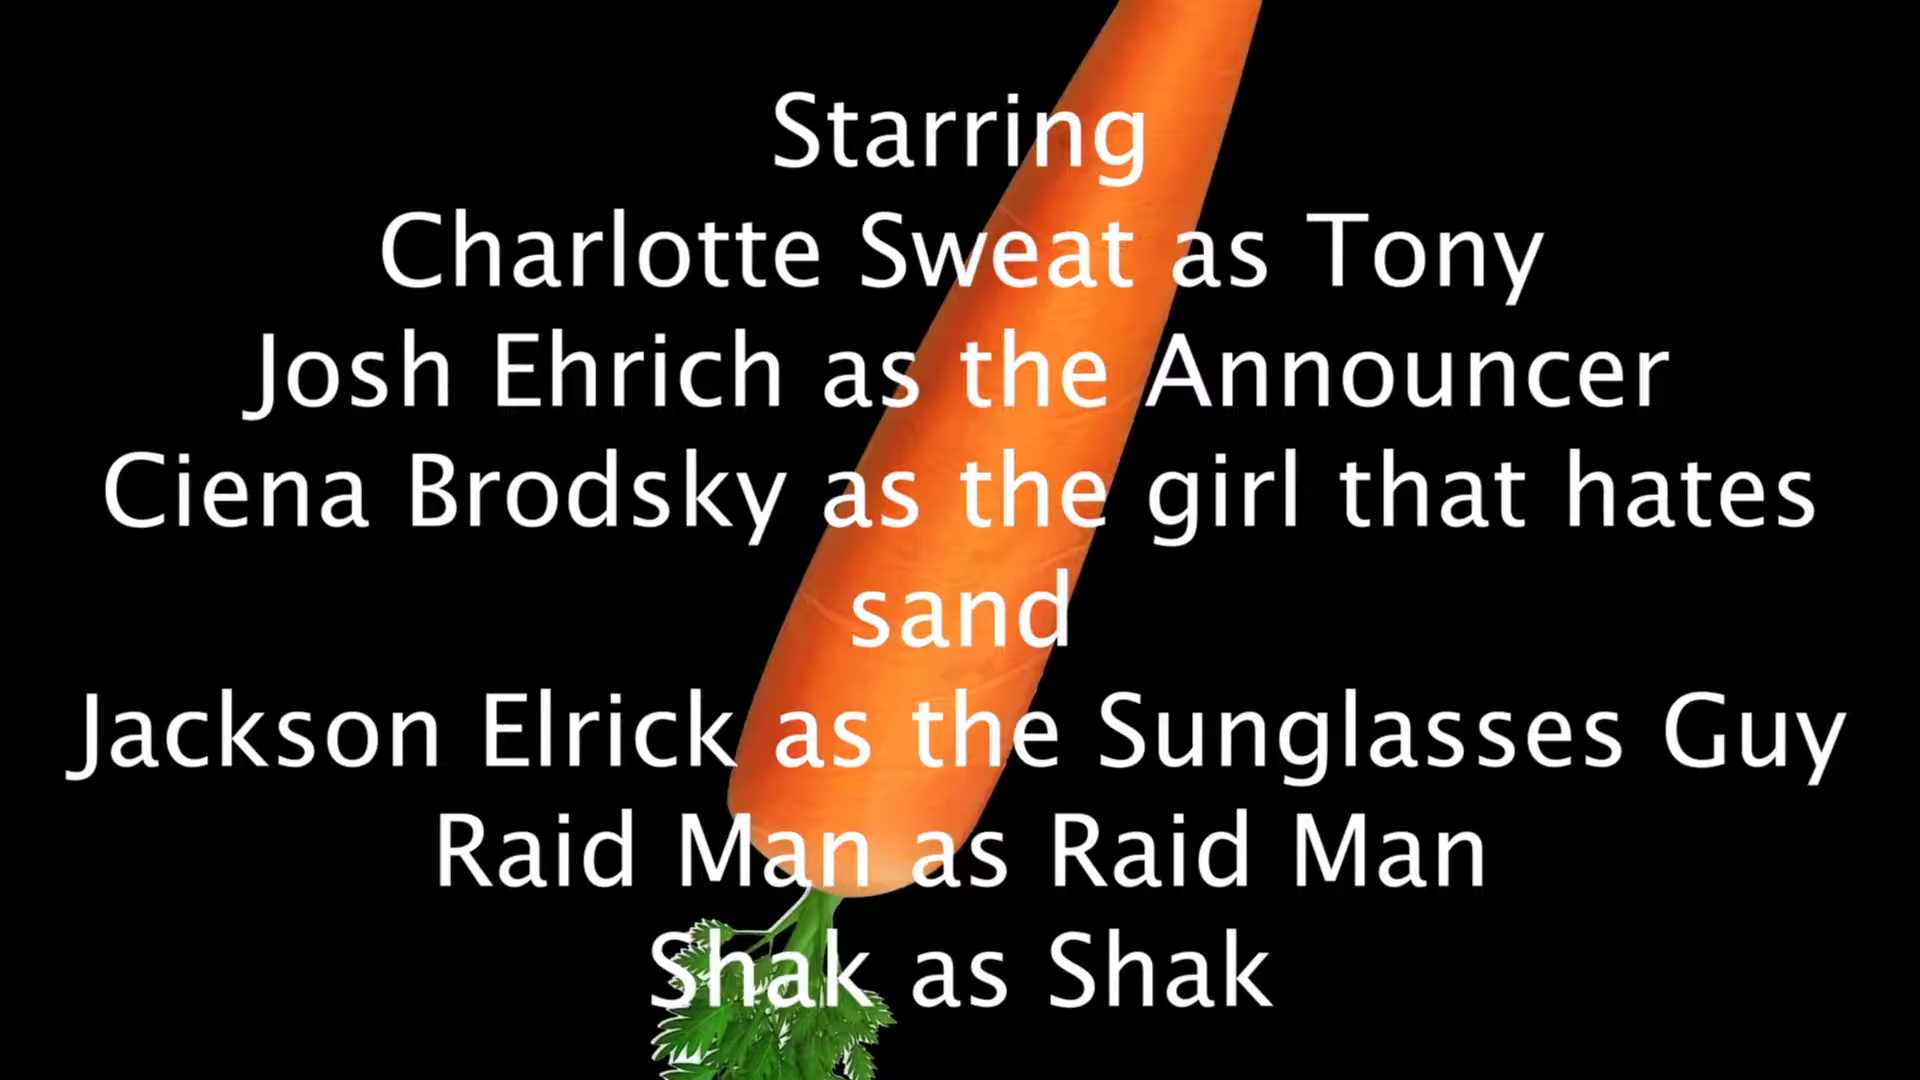 Starring
Charlotte Sweat as Tony
Josh Ehrich as the Announcer
Ciena Brodsky as the girl that hates
sand
Jackson Elrick as the Sunglasses Guy
Raid Man as Raid Man
Shak as Shak